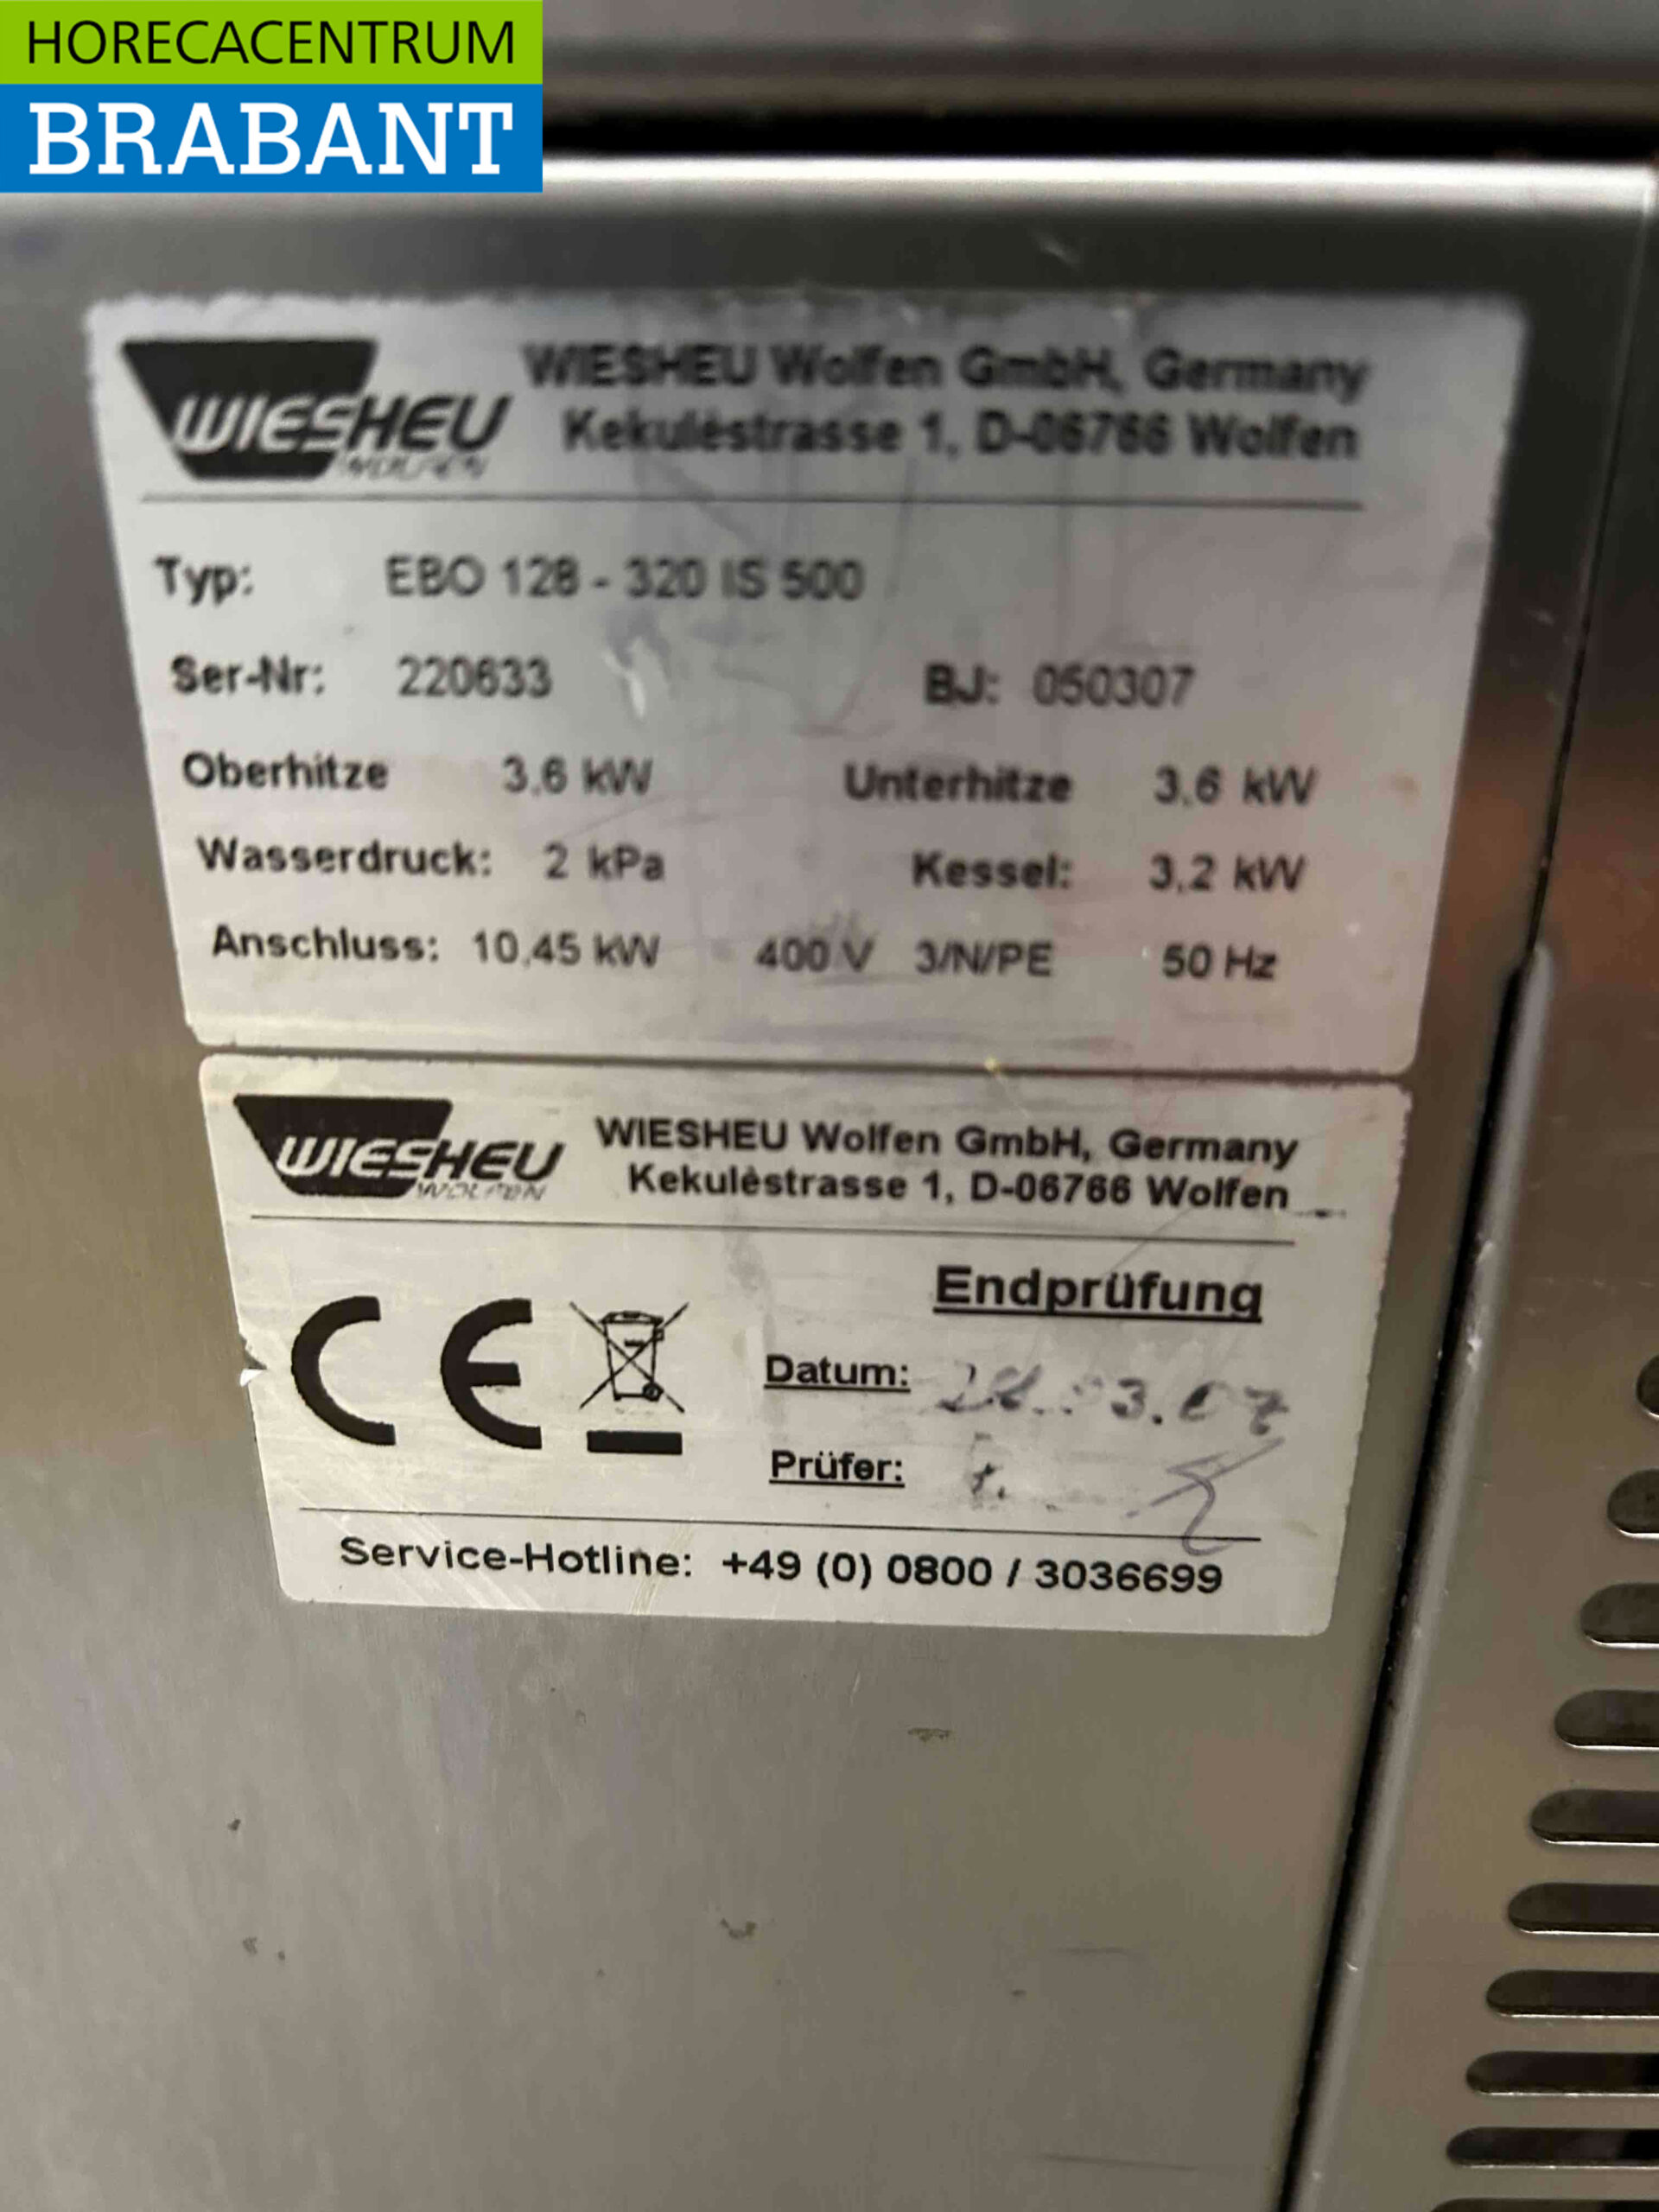 HORECACENTRUM
BRABANT
WIESHEU
WOLFEN
WIESHEU Wolfen GmbH, Germany
Kekulèstrasse 1, D-06766 Wolfen
Typ: EBO 128 - 320 IS 500
Ser-Nr: 220633 BJ: 050307
Oberhitze 3,6 kW Unterhitze 3,6 kW
Wasserdruck: 2 kPa Kessel: 3,2 kW
Anschluss: 10,45 kW 400 V 3/N/PE 50 Hz
WIESHEU
WOLFEN
WIESHEU Wolfen GmbH, Germany
Kekulèstrasse 1, D-06766 Wolfen
CE
Endprüfung
Datum:
Prüfer:
Service-Hotline: +49 (0) 0800 / 3036699